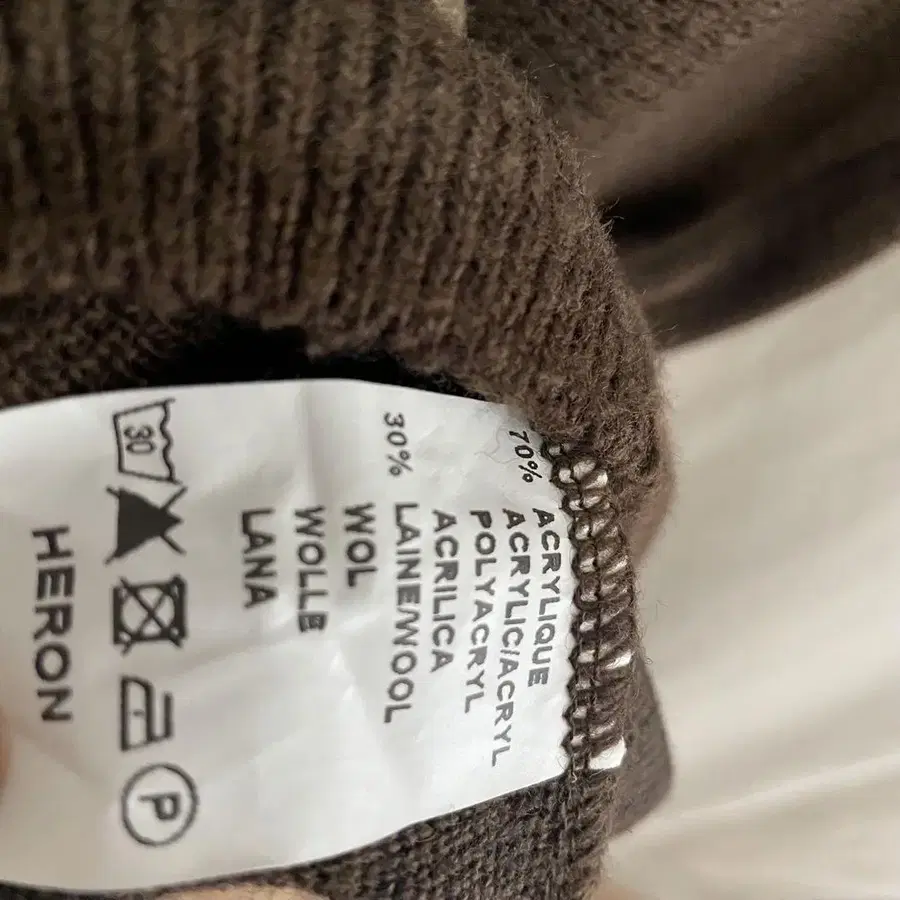 70% ACRYLIQUE
ACRYLIC/ACRYL
POLYACRYL
ACRILICA
30% LAINE/WOOL
WOL
WOLLE
LANA
30
P
HERON